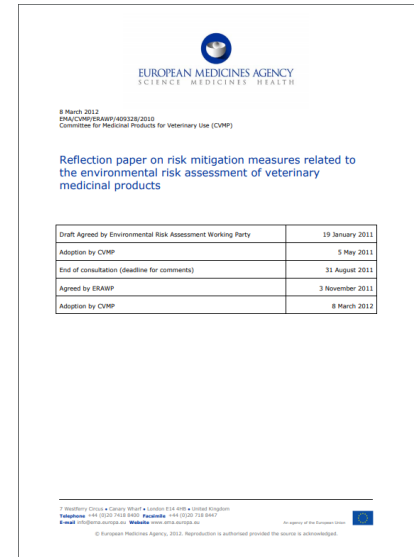 EUROPEAN MEDICINES AGENCY
SCIENCE MEDICINES HEALTH
8 March 2012
EMA/CVMP/ERAWP/409328/2010
Committee for Medicinal Products for Veterinary Use (CVMP)
Reflection paper on risk mitigation measures related to
the environmental risk assessment of veterinary
medicinal products
Draft Agreed by Environmental Risk Assessment Working Party 19 January 2011
Adoption by CVMP 5 May 2011
End of consultation (deadline for comments) 31 August 2011
Agreed by ERAWP 3 November 2011
Adoption by CVMP 8 March 2012
7 Westferry Circus • Canary Wharf • London E14 4HB • United Kingdom
Telephone +44 (0)20 7418 8400 Facsimile +44 (0)20 718 8447
E-mail info@ema.europa.eu Website www.ema.europa.eu An agency of the European Union
© European Medicines Agency, 2012. Reproduction is authorised provided the source is acknowledged.